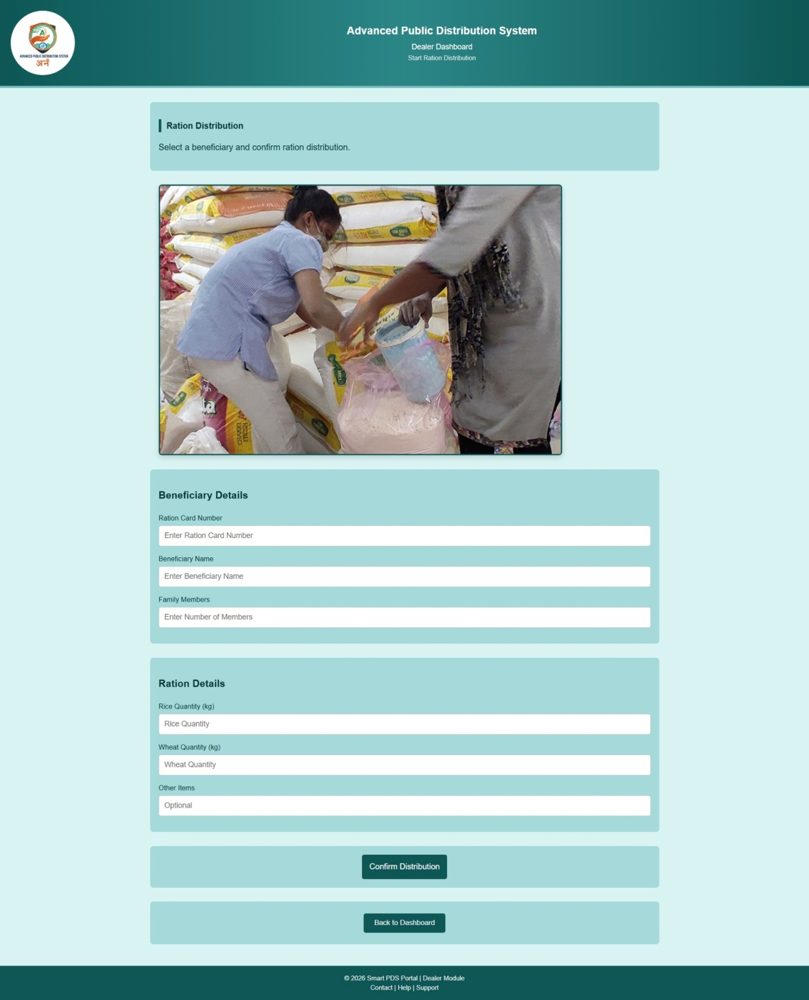 ADVANCED PUBLIC DISTRIBUTION SYSTEM
अनँ
Advanced Public Distribution System
Dealer Dashboard
Start Ration Distribution
Ration Distribution
Select a beneficiary and confirm ration distribution.
CHAKKI
FRESH
Beneficiary Details
Ration Card Number
Enter Ration Card Number
Beneficiary Name
Enter Beneficiary Name
Family Members
Enter Number of Members
Ration Details
Rice Quantity (kg)
Rice Quantity
Wheat Quantity (kg)
Wheat Quantity
Other Items
Optional
Confirm Distribution
Back to Dashboard
© 2026 Smart PDS Portal | Dealer Module
Contact | Help | Support